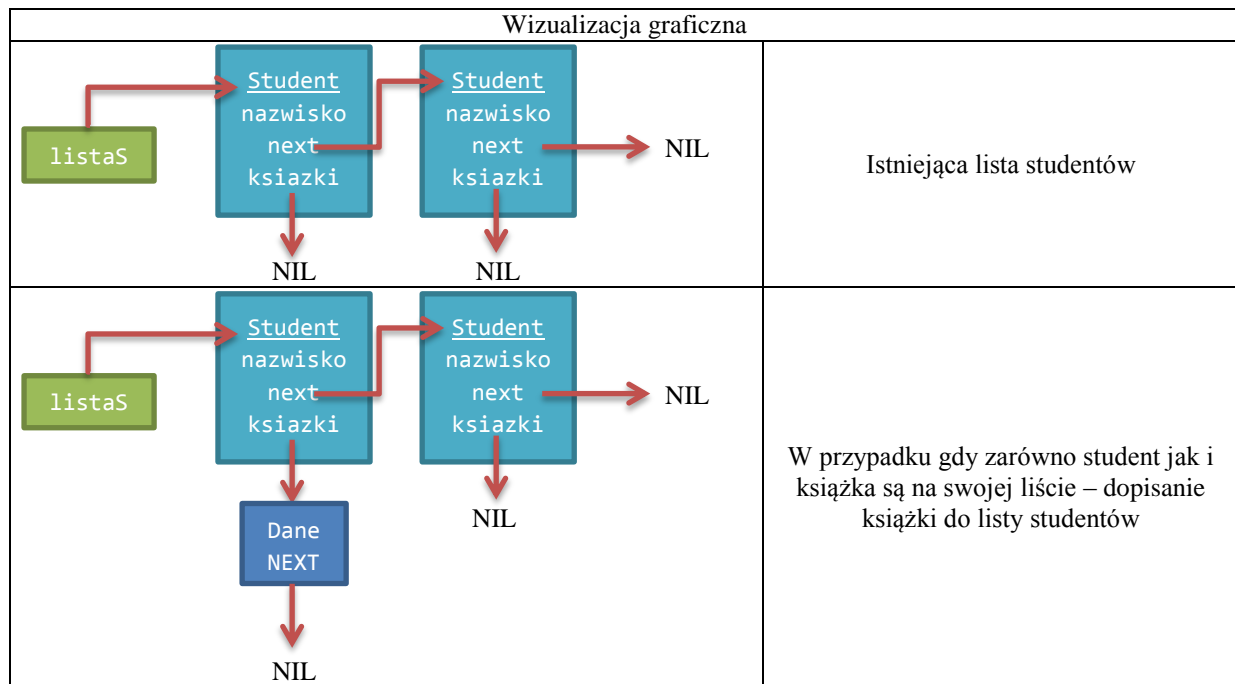 Wizualizacja graficzna
listaS
Student
nazwisko
next
ksiazki
Student
nazwisko
next
ksiazki
NIL
NIL
NIL
Istniejąca lista studentów
listaS
Student
nazwisko
next
ksiazki
Student
nazwisko
next
ksiazki
NIL
Dane
NEXT
NIL
NIL
W przypadku gdy zarówno student jak i
książka są na swojej liście – dopisanie
książki do listy studentów